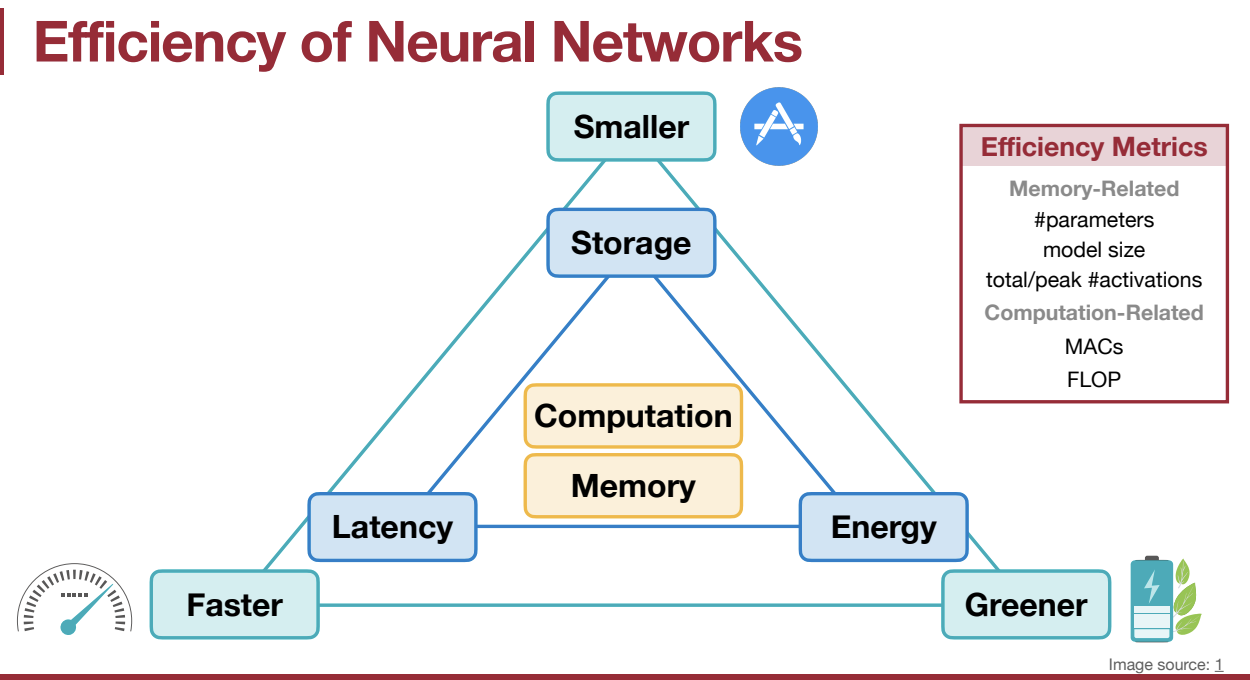 Efficiency of Neural Networks
Smaller
Storage
Computation
Memory
Latency
Energy
Faster
Greener
Efficiency Metrics
Memory-Related
#parameters
model size
total/peak #activations
Computation-Related
MACs
FLOP
Image source: 1